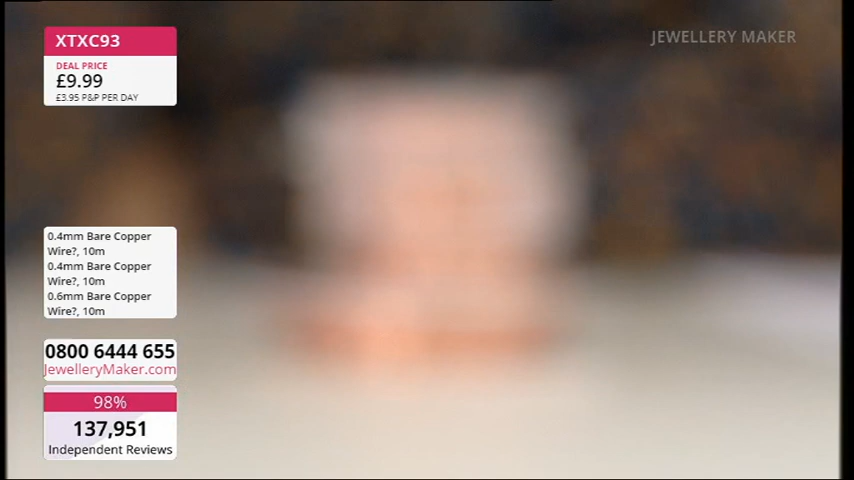 XTXC93
JEWELLERY MAKER
DEAL PRICE
£9.99
£3.95 P&P PER DAY
0.4mm Bare Copper
Wire?, 10m
0.4mm Bare Copper
Wire?, 10m
0.6mm Bare Copper
Wire?, 10m
0800 6444 655
JewelleryMaker.com
98%
137,951
Independent Reviews